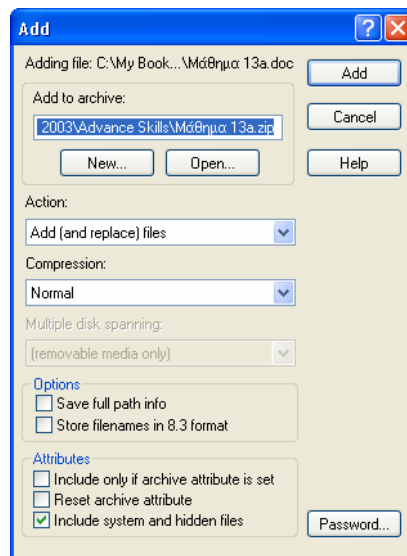 Add
Adding file: C:\My Book...\Μάθημα 13a.doc
Add
Add to archive:
2003\Advance Skills\Μάθημα 13a.zip
Cancel
New...
Open...
Help
Action:
Add (and replace) files
Compression:
Normal
Multiple disk spanning:
(removable media only)
Options
Save full path info
Store filenames in 8.3 format
Attributes
Include only if archive attribute is set
Reset archive attribute
Include system and hidden files
Password...